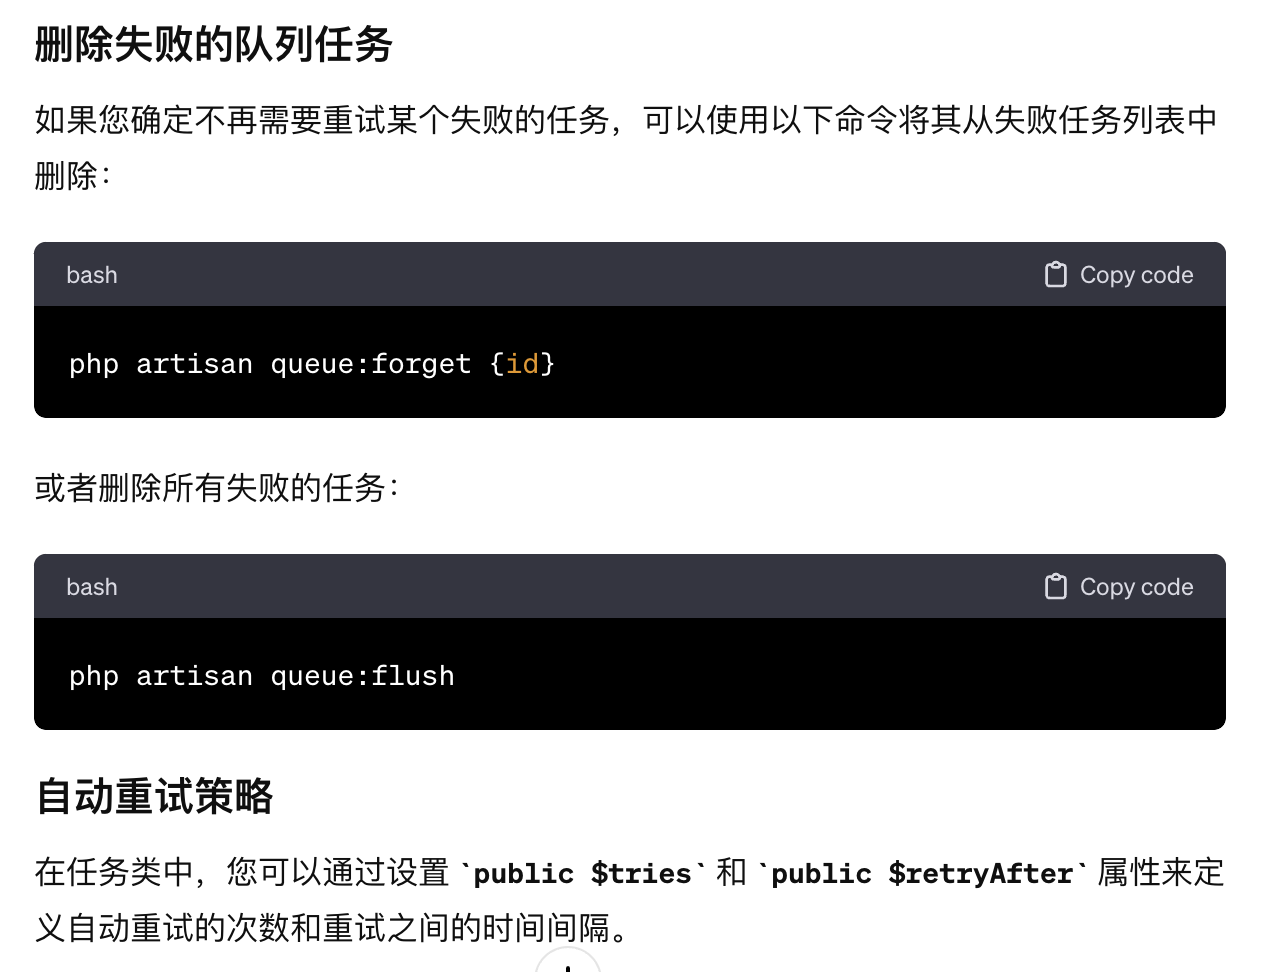 删除失败的队列任务
如果您确定不再需要重试某个失败的任务，可以使用以下命令将其从失败任务列表中
删除：
bash Copy code
php artisan queue:forget {id}
或者删除所有失败的任务：
bash Copy code
php artisan queue:flush
自动重试策略
在任务类中，您可以通过设置 `public $tries` 和 `public $retryAfter` 属性来定
义自动重试的次数和重试之间的时间间隔。